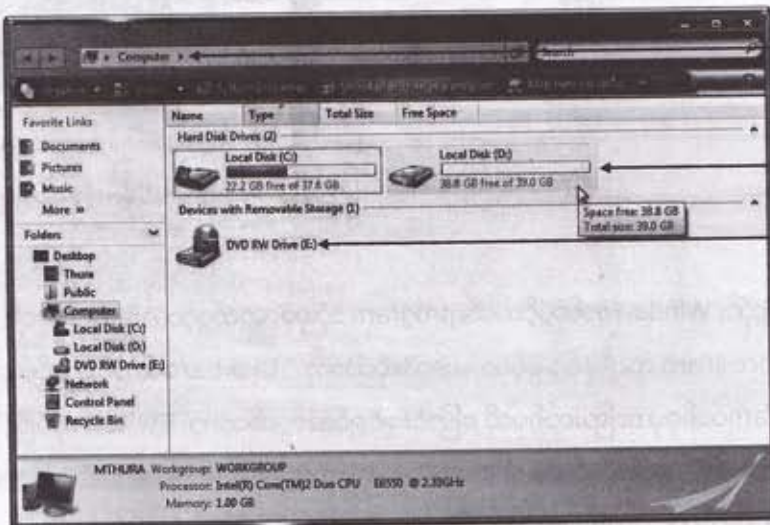 Computer
Search
Favorite Links
Documents
Pictures
Music
More »
Folders
Desktop
Thura
Public
Computer
Local Disk (C:)
Local Disk (D:)
DVD RW Drive (E:)
Network
Control Panel
Recycle Bin
Name Type Total Size Free Space
Hard Disk Drives (2)
Local Disk (C:)
22.2 GB free of 37.6 GB
Local Disk (D:)
38.8 GB free of 39.0 GB
Space free: 38.8 GB
Total size: 39.0 GB
Devices with Removable Storage (1)
DVD RW Drive (E:)
MTHURA Workgroup: WORKGROUP
Processor: Intel(R) Core(TM)2 Duo CPU E6550 @ 2.33GHz
Memory: 1.00 GB